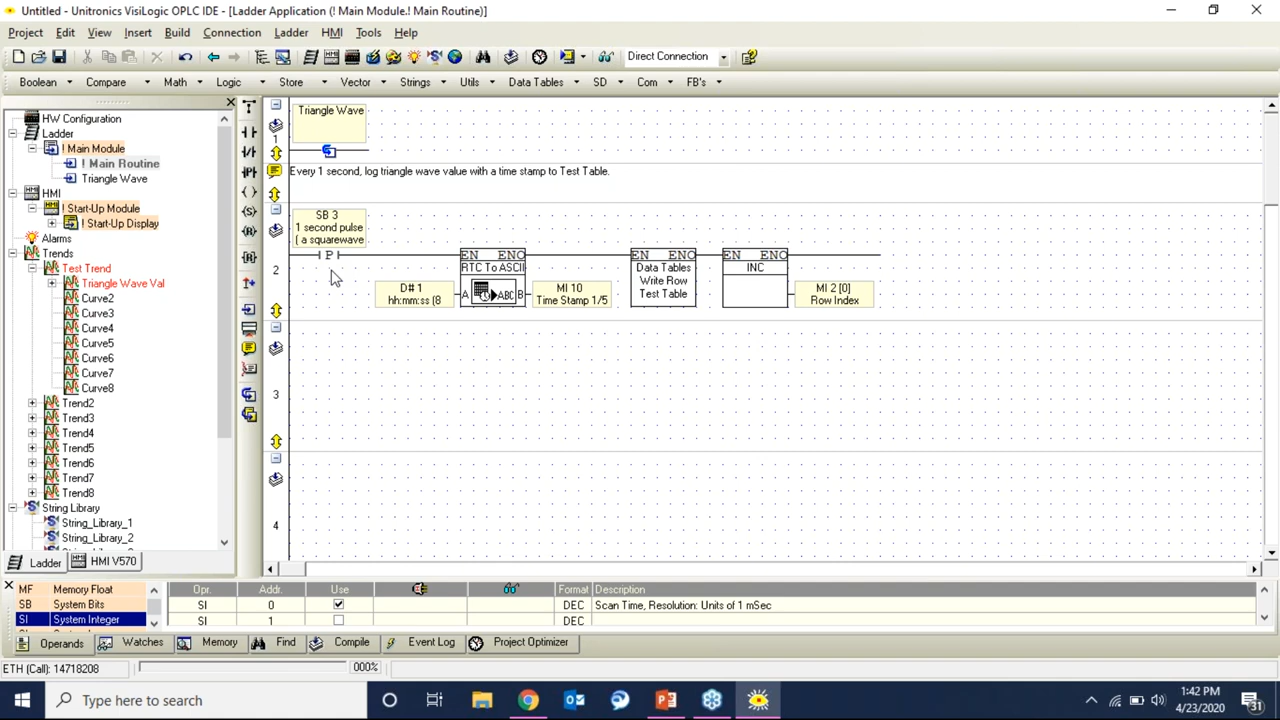 Untitled - Unitronics VisiLogic OPLC IDE - [Ladder Application (! Main Module.! Main Routine)]
Project Edit View Insert Build Connection Ladder HMI Tools Help
Direct Connection
Boolean Compare Math Logic Store Vector Strings Utils Data Tables SD Com FB's
HW Configuration
Ladder
! Main Module
! Main Routine
Triangle Wave
HMI
! Start-Up Module
! Start-Up Display
Alarms
Trends
Test Trend
Triangle Wave Val
Curve2
Curve3
Curve4
Curve5
Curve6
Curve7
Curve8
Trend2
Trend3
Trend4
Trend5
Trend6
Trend7
Trend8
String Library
String_Library_1
String_Library_2
Ladder HMI V570
Triangle Wave
1
Every 1 second, log triangle wave value with a time stamp to Test Table.
SB 3
1 second pulse
( a squarewave
P
2
EN ENO
RTC To ASCII
D# 1
hh:mm:ss (8
A ABC B
MI 10
Time Stamp 1/5
EN ENO
Data Tables
Write Row
Test Table
EN ENO
INC
MI 2 [0]
Row Index
3
4
MF Memory Float
SB System Bits
SI System Integer
Opr. Addr. Use Format Description
SI 0 DEC Scan Time, Resolution: Units of 1 mSec
SI 1 DEC
Operands Watches Memory Find Compile Event Log Project Optimizer
ETH (Call): 14718208 000%
Type here to search
1:42 PM
4/23/2020
31